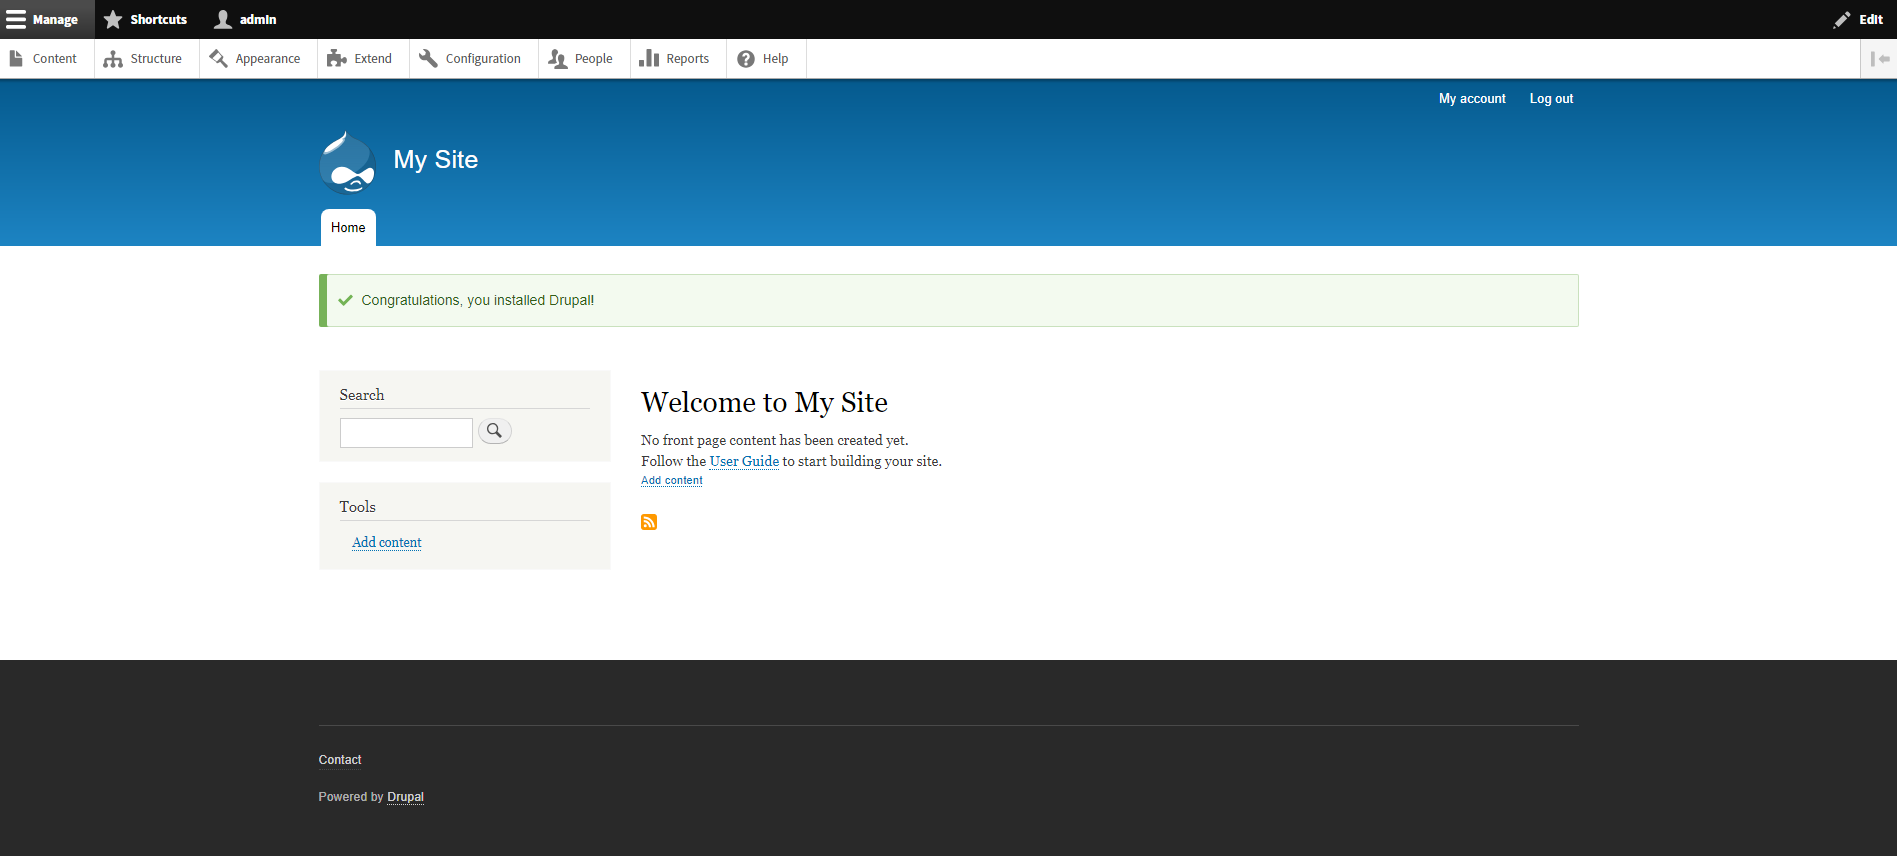 Manage Shortcuts admin Edit
Content Structure Appearance Extend Configuration People Reports Help
My account Log out
My Site
Home
Congratulations, you installed Drupal!
Search
Welcome to My Site
No front page content has been created yet.
Follow the User Guide to start building your site.
Add content
Tools
Add content
Contact
Powered by Drupal